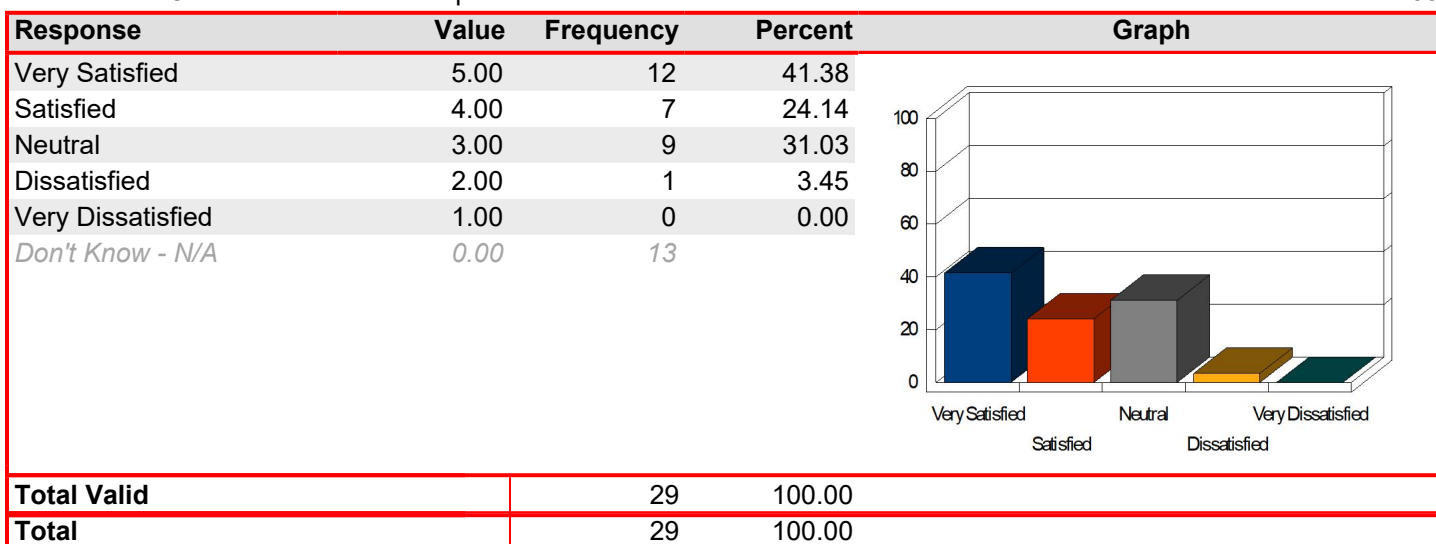 Response Value Frequency Percent Graph
Very Satisfied 5.00 12 41.38
Satisfied 4.00 7 24.14
Neutral 3.00 9 31.03
Dissatisfied 2.00 1 3.45
Very Dissatisfied 1.00 0 0.00
Don't Know - N/A 0.00 13
100
80
60
40
20
0
Very Satisfied Neutral Very Dissatisfied
Satisfied Dissatisfied
Total Valid 29 100.00
Total 29 100.00